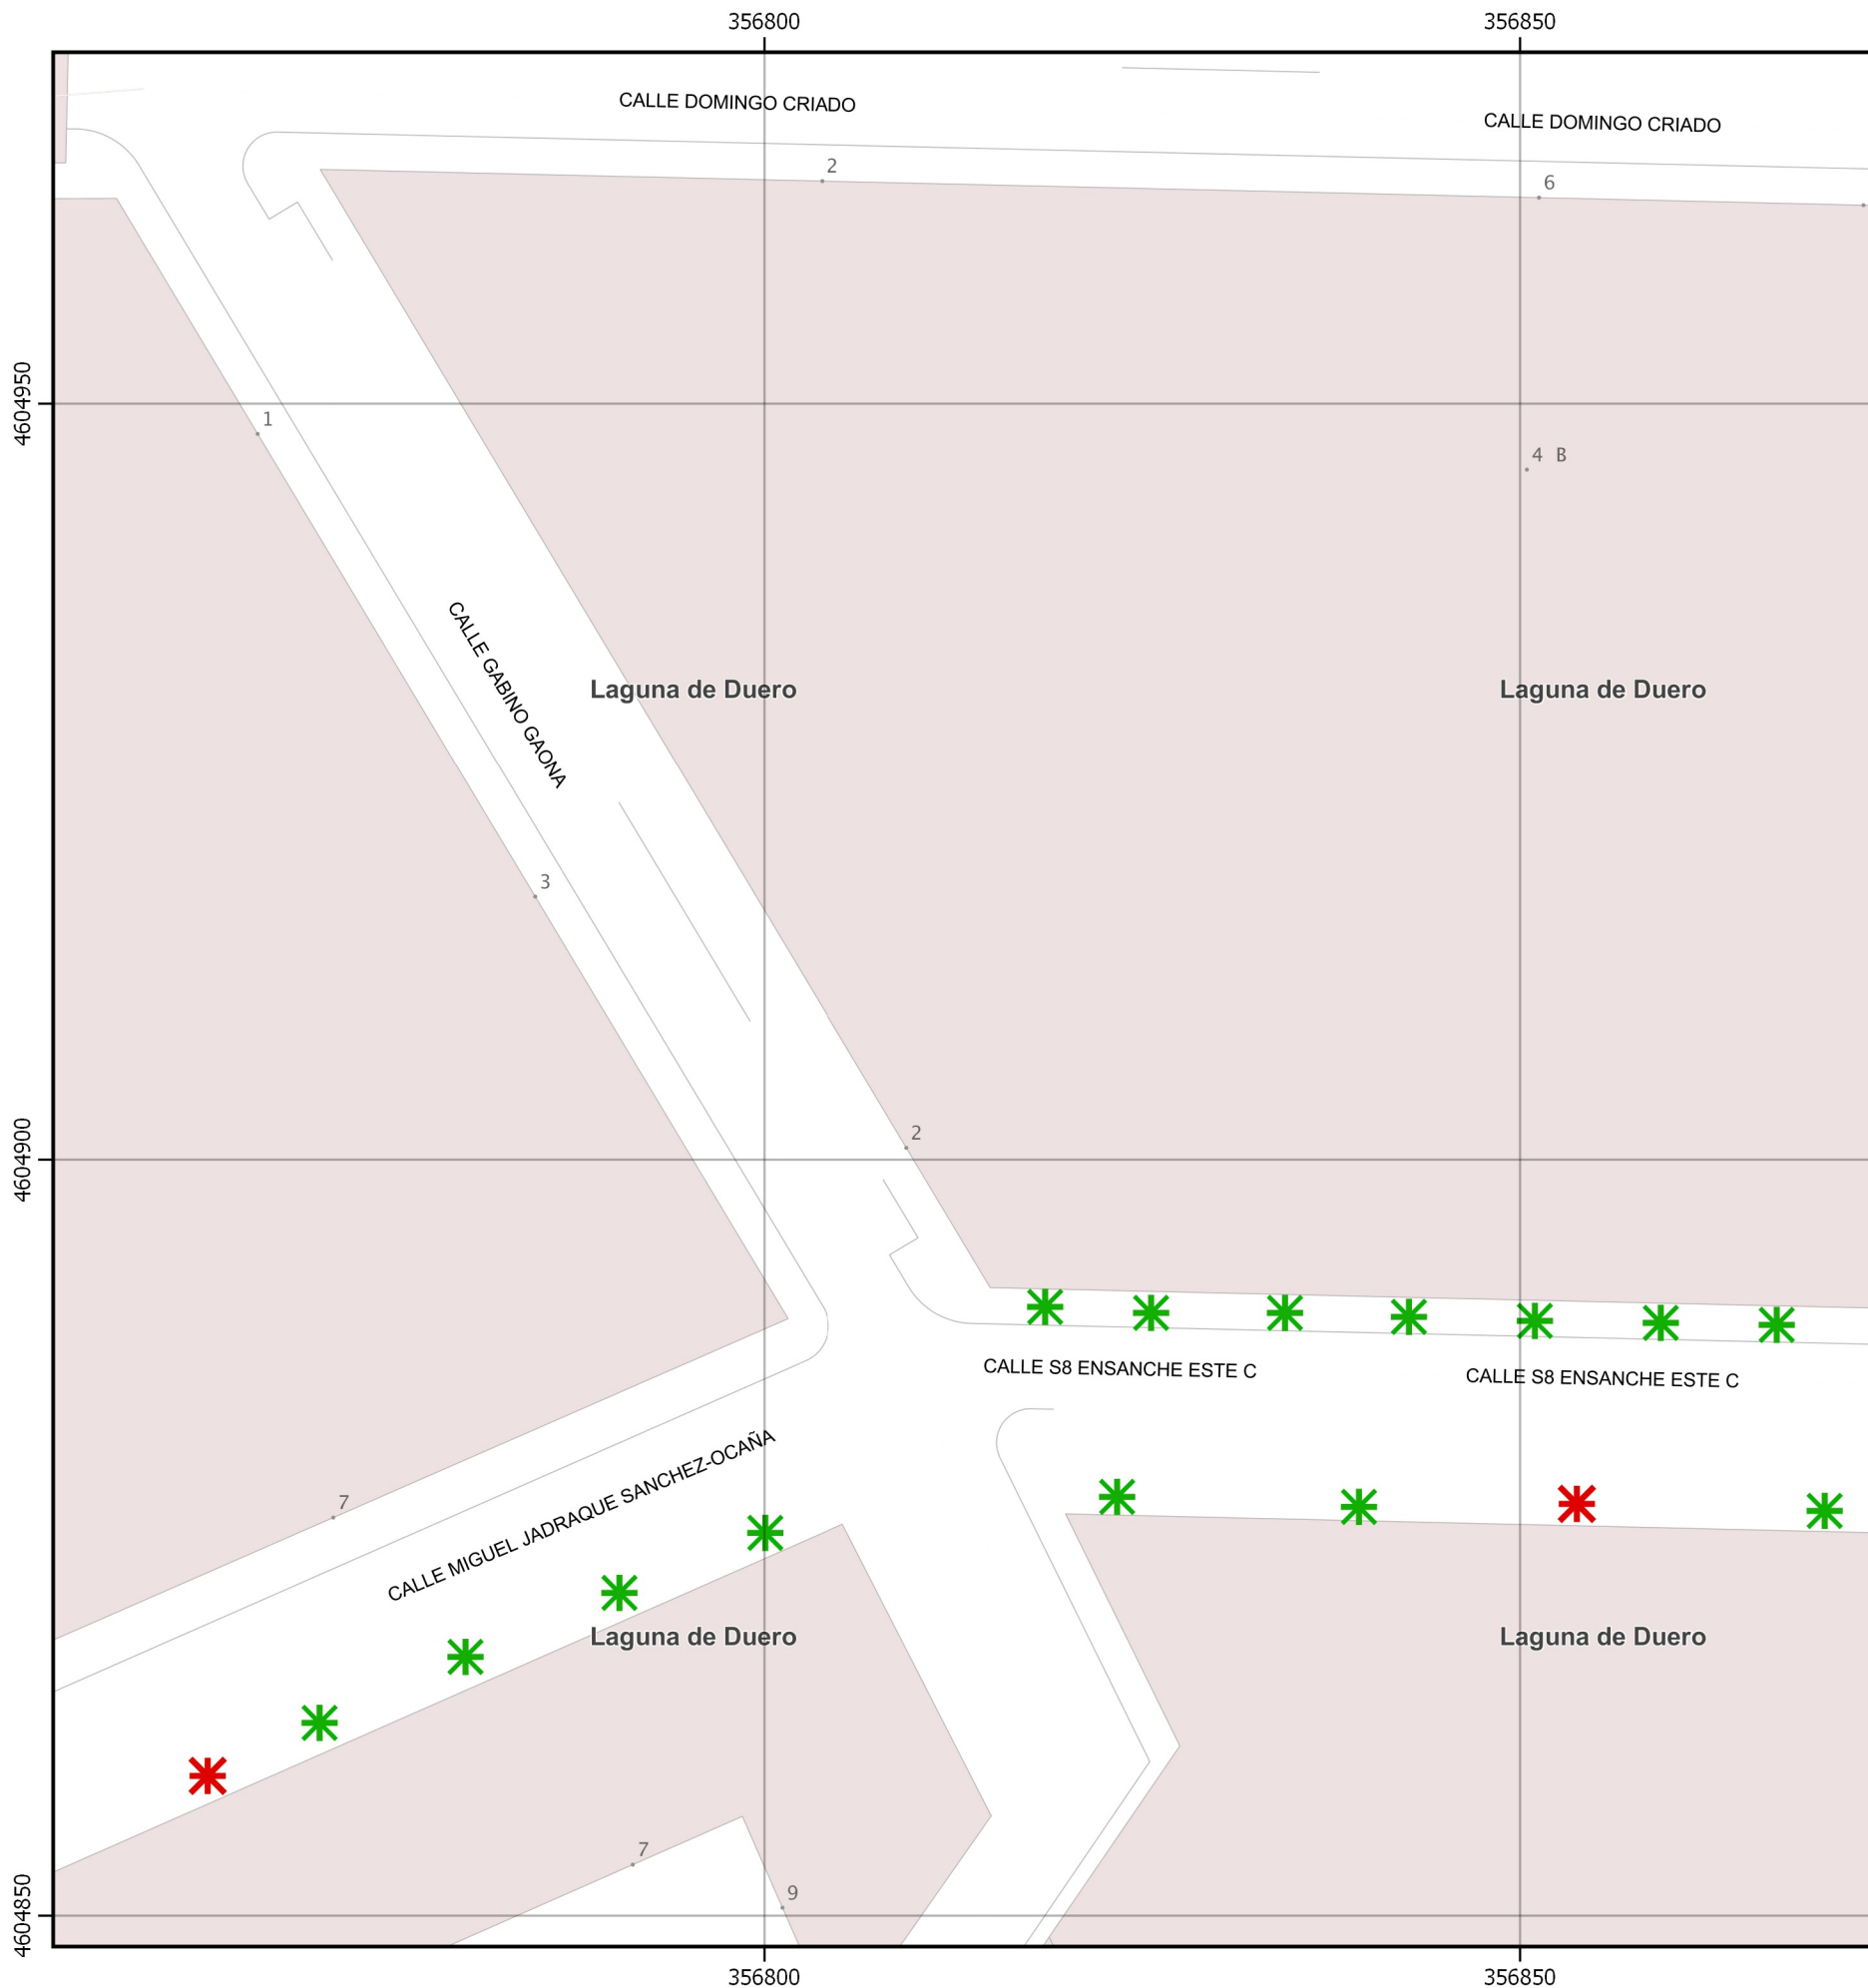 356800
356850
CALLE DOMINGO CRIADO
CALLE DOMINGO CRIADO
2
6
4604950
1
4 B
CALLE GABINO GAONA
Laguna de Duero
Laguna de Duero
3
4604900
2
CALLE S8 ENSANCHE ESTE C
CALLE S8 ENSANCHE ESTE C
CALLE MIGUEL JADRAQUE SANCHEZ-OCAÑA
7
Laguna de Duero
Laguna de Duero
7
9
4604850
356800
356850